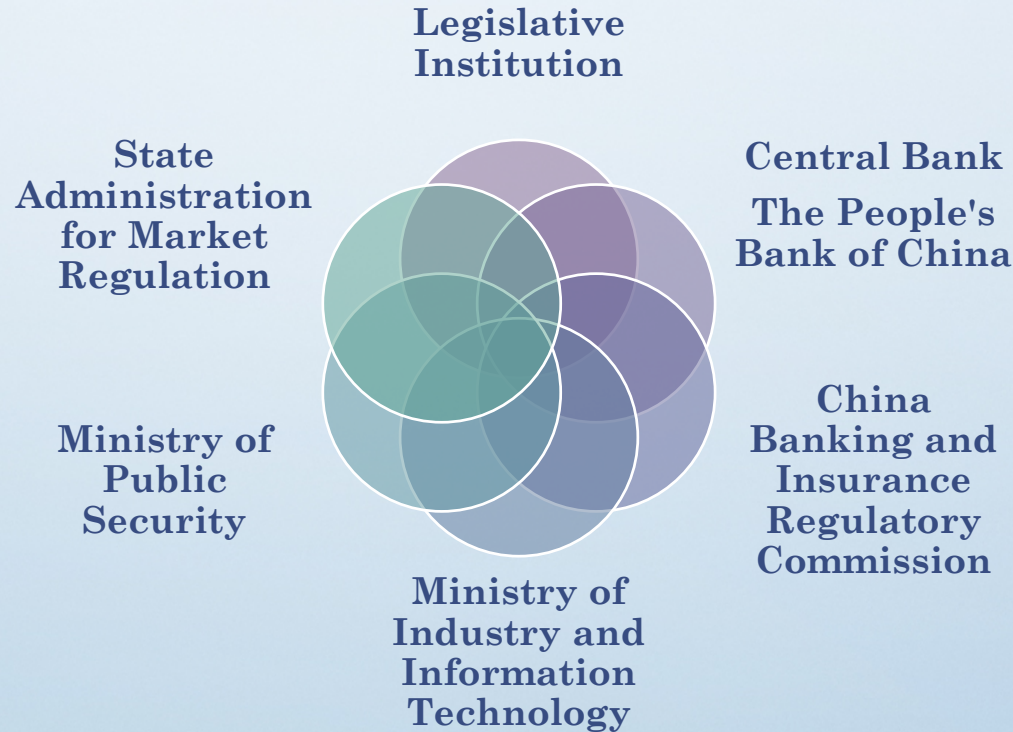 Legislative
Institution
State
Administration
for Market
Regulation
Central Bank
The People's
Bank of China
Ministry of
Public
Security
China
Banking and
Insurance
Regulatory
Commission
Ministry of
Industry and
Information
Technology